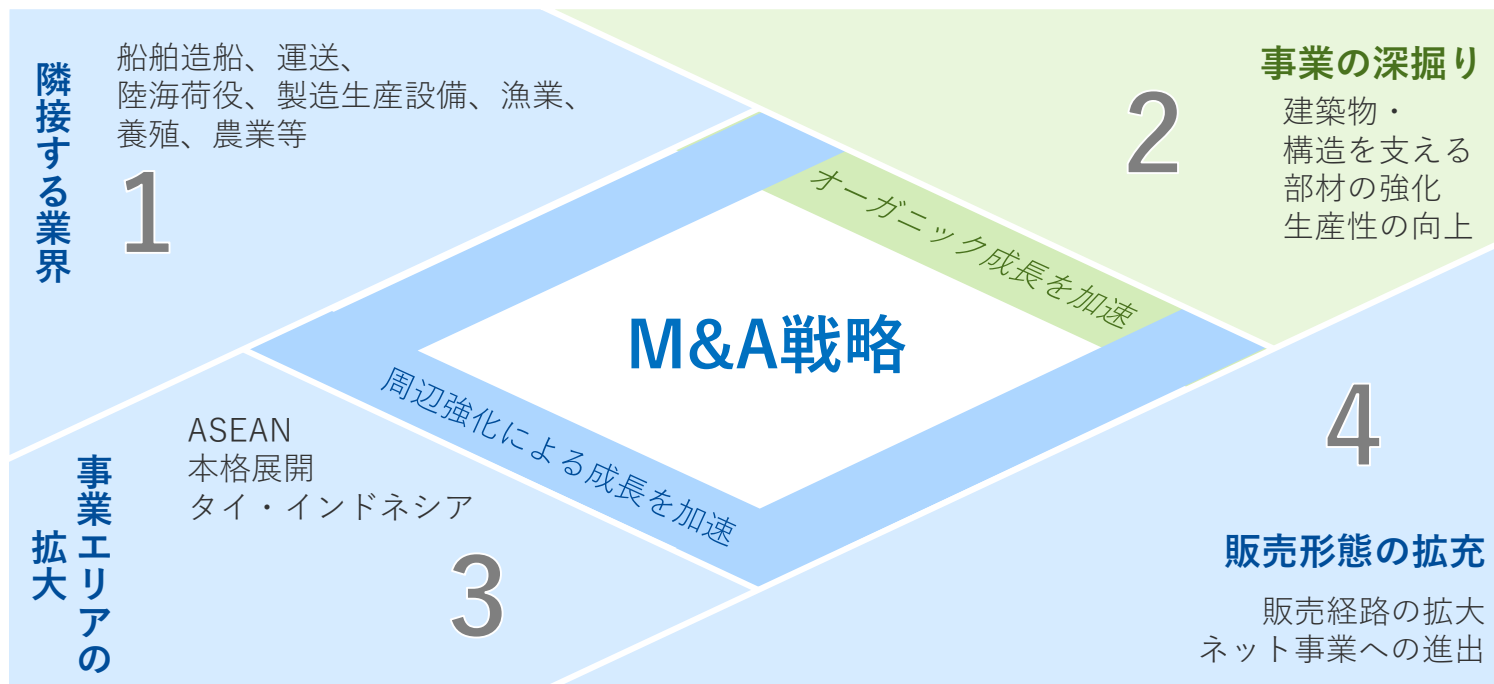 隣接する業界
船舶造船、運送、
陸海荷役、製造生産設備、漁業、
養殖、農業等
1
事業の深掘り
2
建築物・
構造を支える
部材の強化
生産性の向上
オーガニック成長を加速
M&A戦略
周辺強化による成長を加速
事業エリアの
拡大
ASEAN
本格展開
タイ・インドネシア
3
4
販売形態の拡充
販売経路の拡大
ネット事業への進出